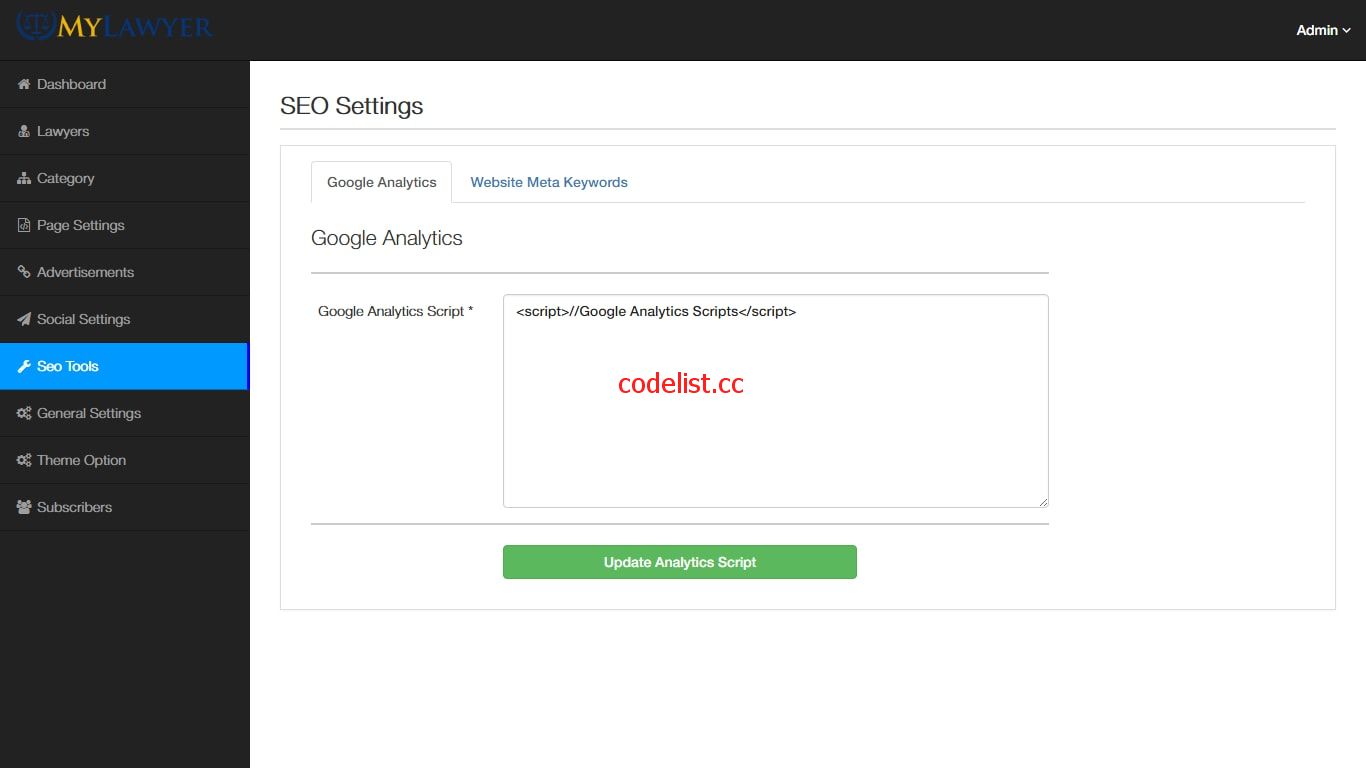 MYLAWYER
Admin
Dashboard
Lawyers
Category
Page Settings
Advertisements
Social Settings
Seo Tools
General Settings
Theme Option
Subscribers
SEO Settings
Google Analytics
Website Meta Keywords
Google Analytics
Google Analytics Script *
<script>//Google Analytics Scripts</script>
codelist.cc
Update Analytics Script